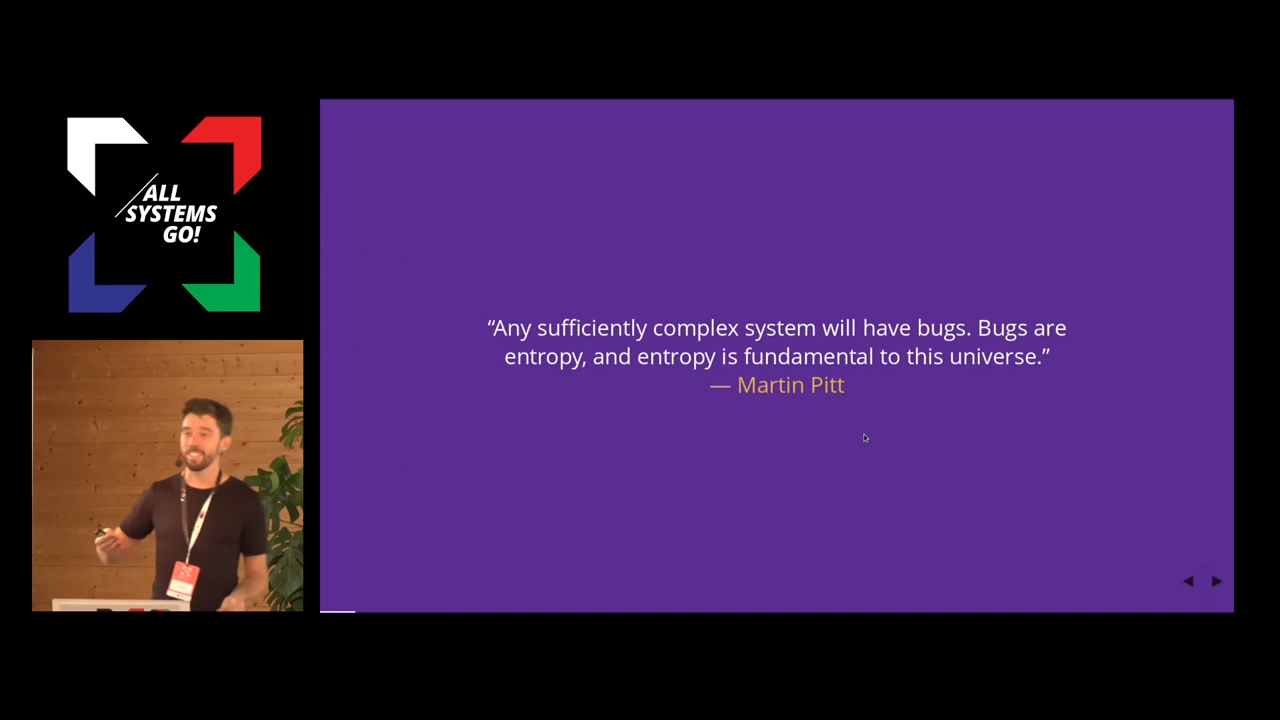 ALL
SYSTEMS
GO!
“Any sufficiently complex system will have bugs. Bugs are
entropy, and entropy is fundamental to this universe.”
— Martin Pitt